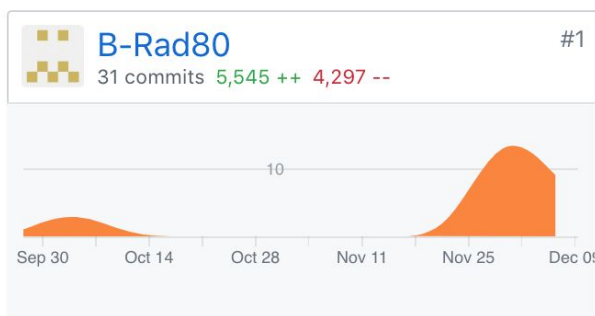 B-Rad80 #1
31 commits 5,545 ++ 4,297 --
10
Sep 30 Oct 14 Oct 28 Nov 11 Nov 25 Dec 09